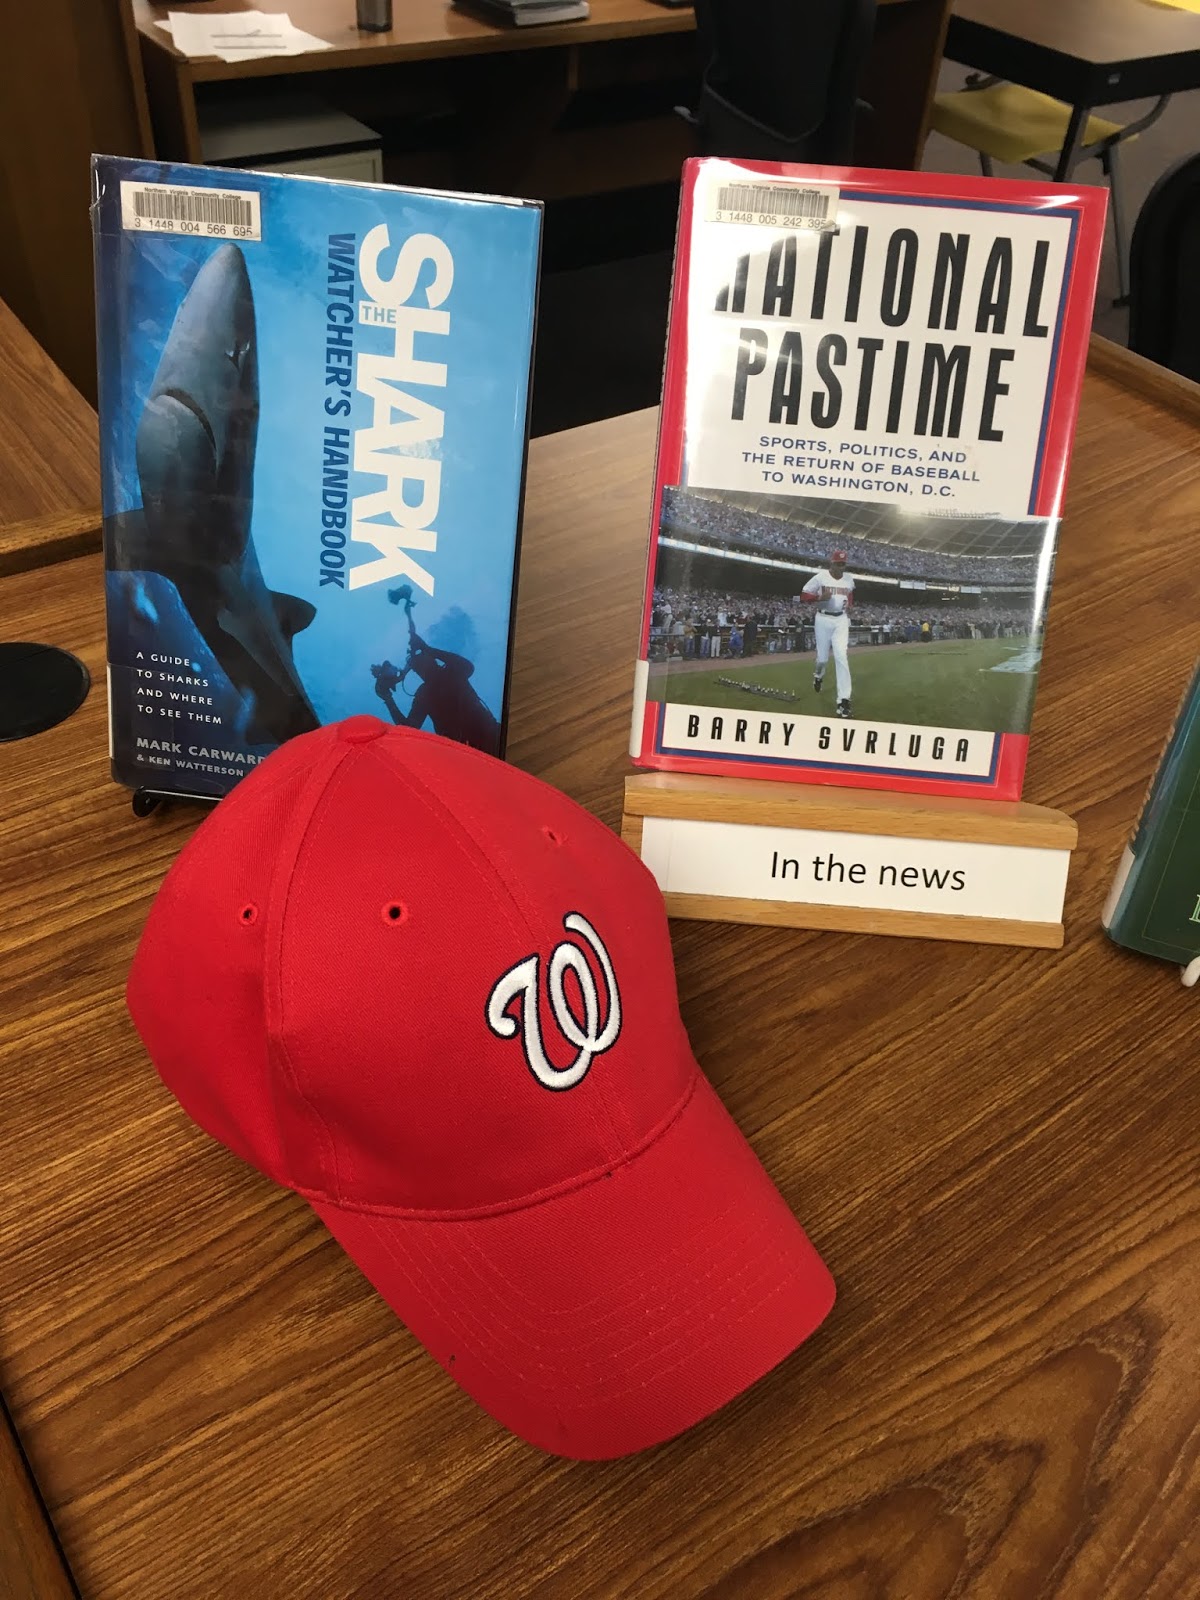 Northern Virginia Community College
3 1448 004 566 695
THE
SHARK
WATCHER'S HANDBOOK
A GUIDE
TO SHARKS
AND WHERE
TO SEE THEM
MARK CARWARD
& KEN WATTERSON
Northern Virginia Community College
3 1448 005 242 395
NATIONAL
PASTIME
SPORTS, POLITICS, AND
THE RETURN OF BASEBALL
TO WASHINGTON, D.C.
BARRY SVRLUGA
In the news
W